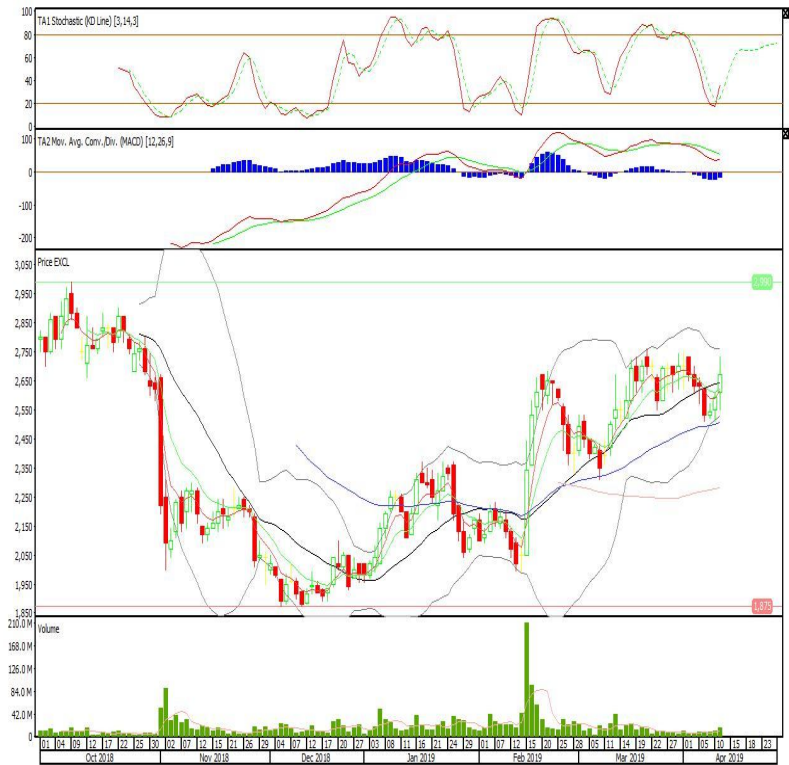 TA1 Stochastic (KD Line) [3,14,3]
100
80
60
40
20
0
TA2 Mov. Avg. Conv./Div. (MACD) [12,26,9]
100
0
-100
-200
Price EXCL
3,050
2,950
2,850
2,750
2,650
2,550
2,450
2,350
2,250
2,150
2,050
1,950
1,850
1,875
Volume
210.0 M
168.0 M
126.0 M
84.0 M
42.0 M
0
01 04 09 12 17 22 25 30 02 07 12 15 21 26 29 04 07 12 17 20 27 03 08 11 16 21 24 29 01 07 12 15 20 25 28 05 11 14 19 22 27 01 05 10 15 18 23
Oct 2018 Nov 2018 Dec 2018 Jan 2019 Feb 2019 Mar 2019 Apr 2019